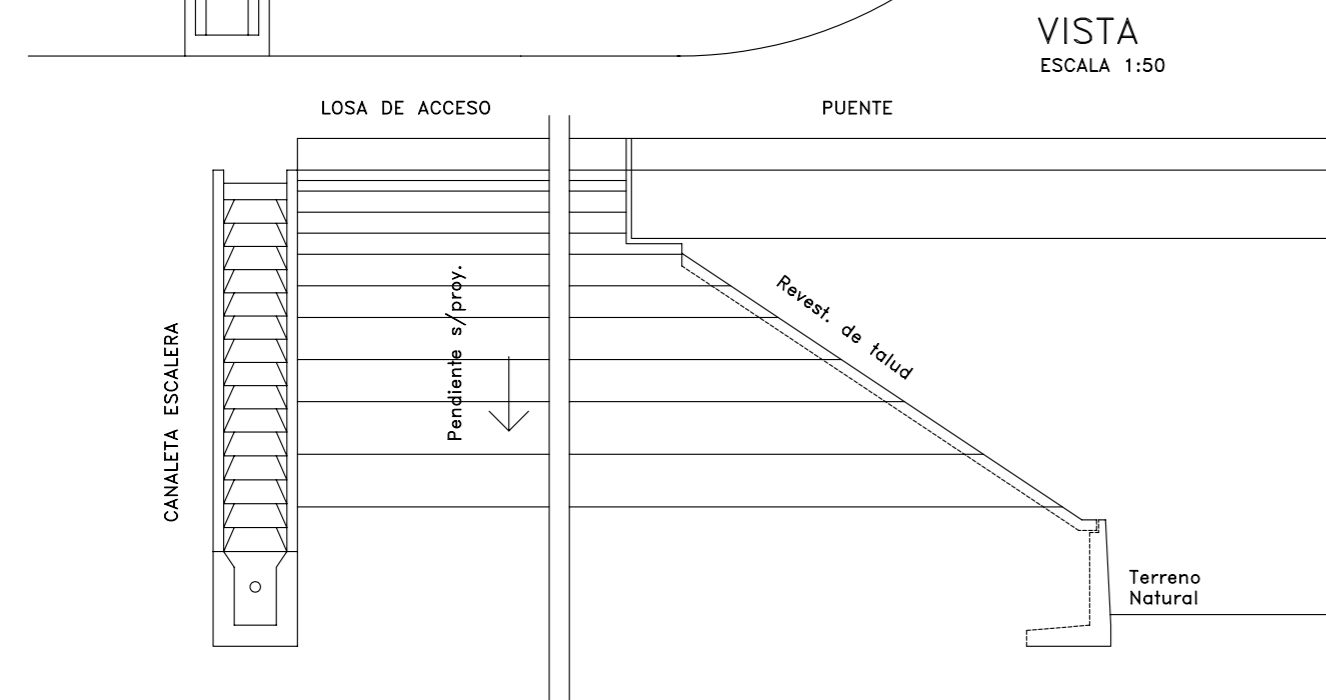 VISTA
ESCALA 1:50
LOSA DE ACCESO
PUENTE
CANALETA ESCALERA
Pendiente s/proy.
Revest. de talud
Terreno
Natural